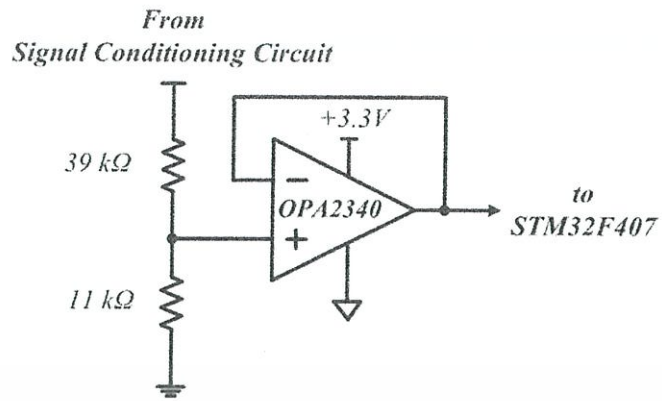 From
Signal Conditioning Circuit
+3.3V
39 kΩ
OPA2340
to
STM32F407
11 kΩ